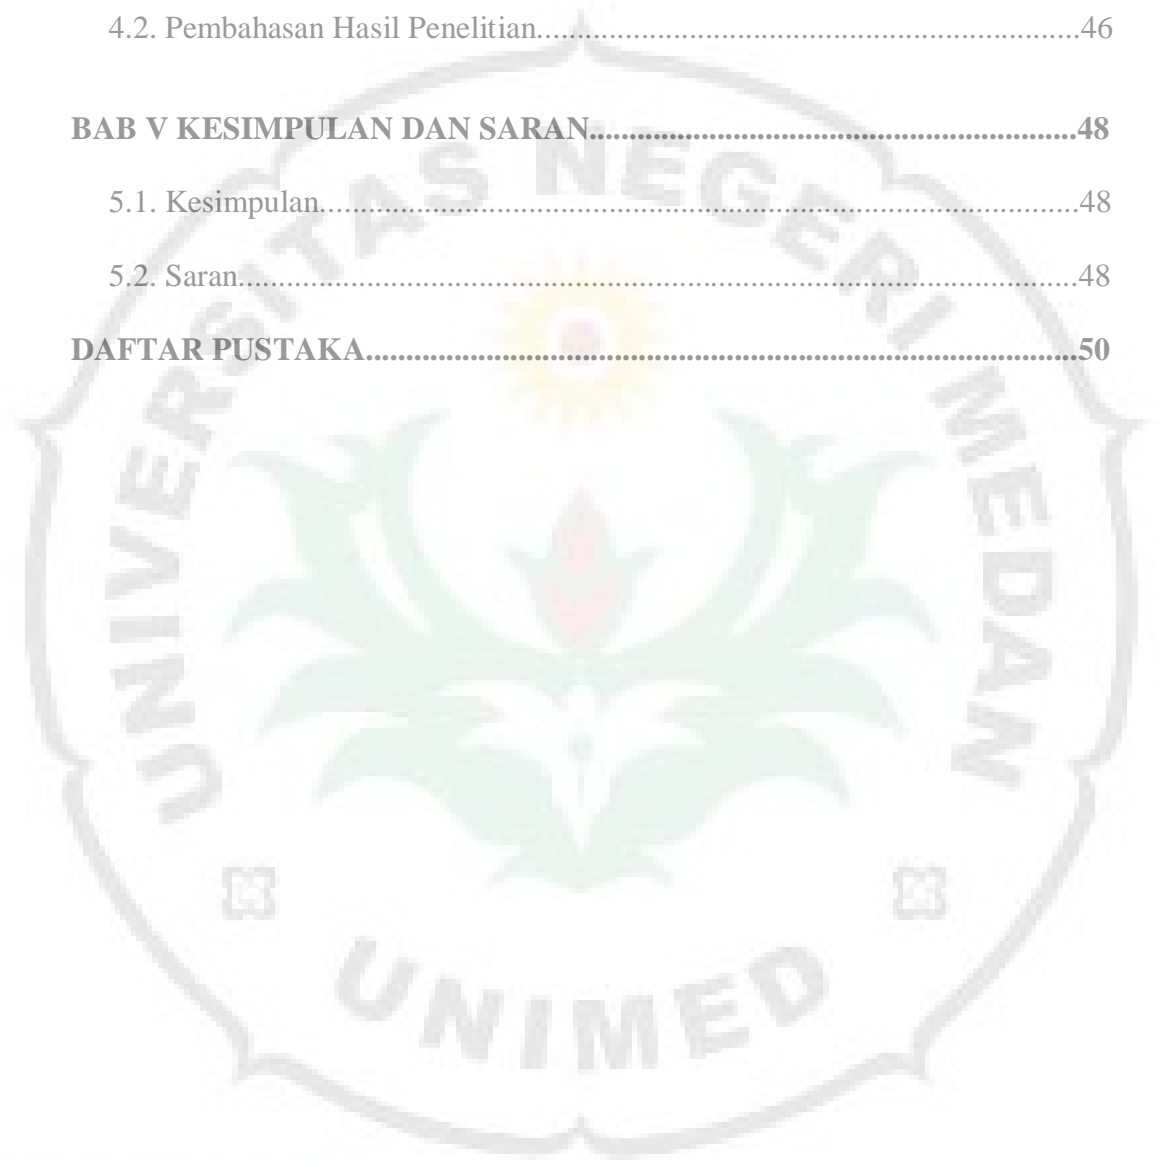 4.2. Pembahasan Hasil Penelitian......................................................................46
BAB V KESIMPULAN DAN SARAN.............................................................48
5.1. Kesimpulan................................................................................................48
5.2. Saran..........................................................................................................48
DAFTAR PUSTAKA..........................................................................................50
UNIVERSITAS NEGERI MEDAN
UNIMED